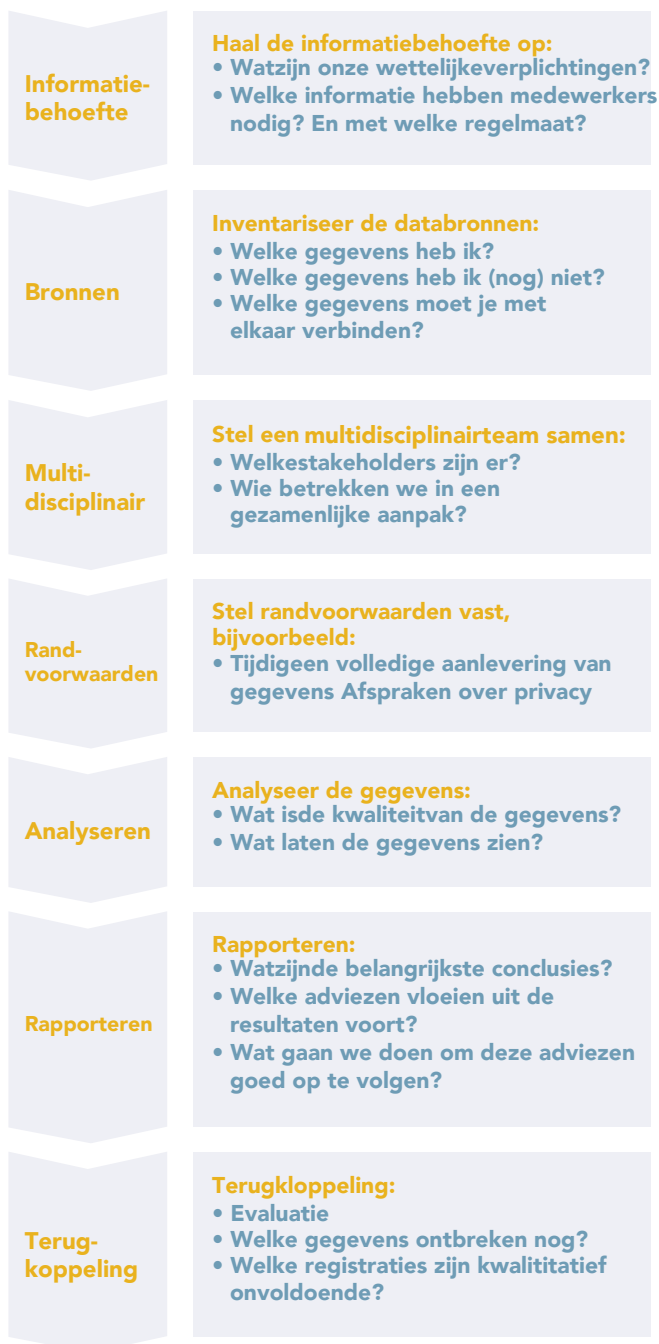 Informatie-
behoefte
Haal de informatiebehoefte op:
• Watzijn onze wettelijkeverplichtingen?
• Welke informatie hebben medewerkers
nodig? En met welke regelmaat?
Bronnen
Inventariseer de databronnen:
• Welke gegevens heb ik?
• Welke gegevens heb ik (nog) niet?
• Welke gegevens moet je met
elkaar verbinden?
Multi-
disciplinair
Stel een multidisciplinairteam samen:
• Welkestakeholders zijn er?
• Wie betrekken we in een
gezamenlijke aanpak?
Rand-
voorwaarden
Stel randvoorwaarden vast,
bijvoorbeeld:
• Tijdigeen volledige aanlevering van
gegevens Afspraken over privacy
Analyseren
Analyseer de gegevens:
• Wat isde kwaliteitvan de gegevens?
• Wat laten de gegevens zien?
Rapporteren
Rapporteren:
• Watzijnde belangrijkste conclusies?
• Welke adviezen vloeien uit de
resultaten voort?
• Wat gaan we doen om deze adviezen
goed op te volgen?
Terug-
koppeling
Terugkloppeling:
• Evaluatie
• Welke gegevens ontbreken nog?
• Welke registraties zijn kwalititatief
onvoldoende?